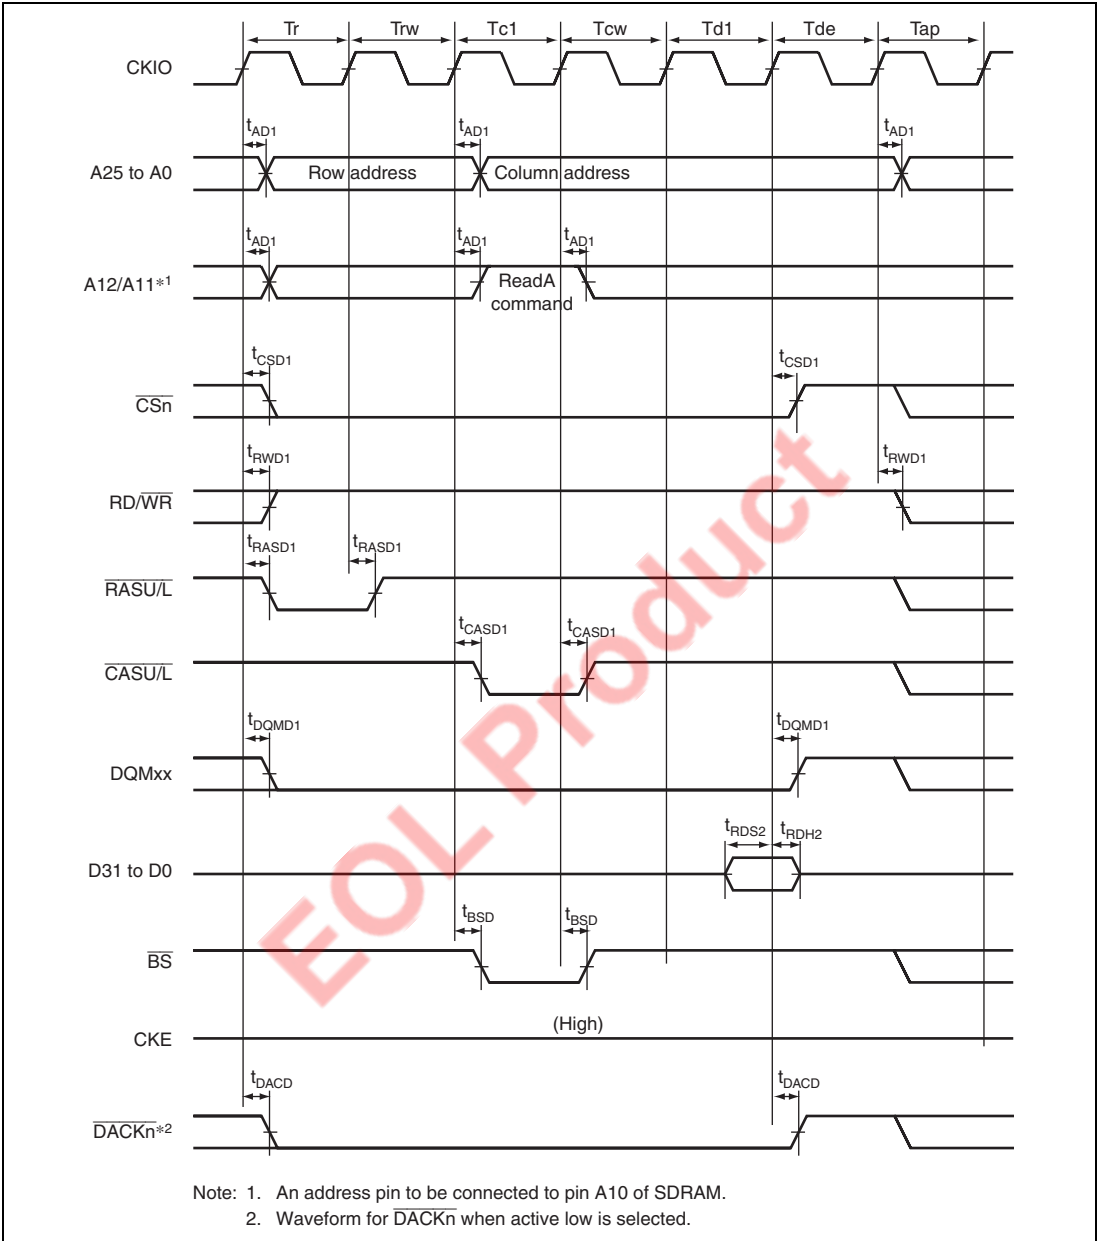 Tr Trw Tc1 Tcw Td1 Tde Tap
CKIO
tAD1 tAD1 tAD1
A25 to A0 Row address Column address
tAD1 tAD1 tAD1
A12/A11*1 ReadA
command
tCSD1 tCSD1
CSn
tRWD1 tRWD1
RD/WR
tRASD1 tRASD1
RASU/L
tCASD1 tCASD1
CASU/L
tDQMD1 tDQMD1
DQMxx
tRDS2 tRDH2
D31 to D0
tBSD tBSD
BS
(High)
CKE
tDACD tDACD
DACKn*2
Note: 1. An address pin to be connected to pin A10 of SDRAM.
2. Waveform for DACKn when active low is selected.
EOL Product